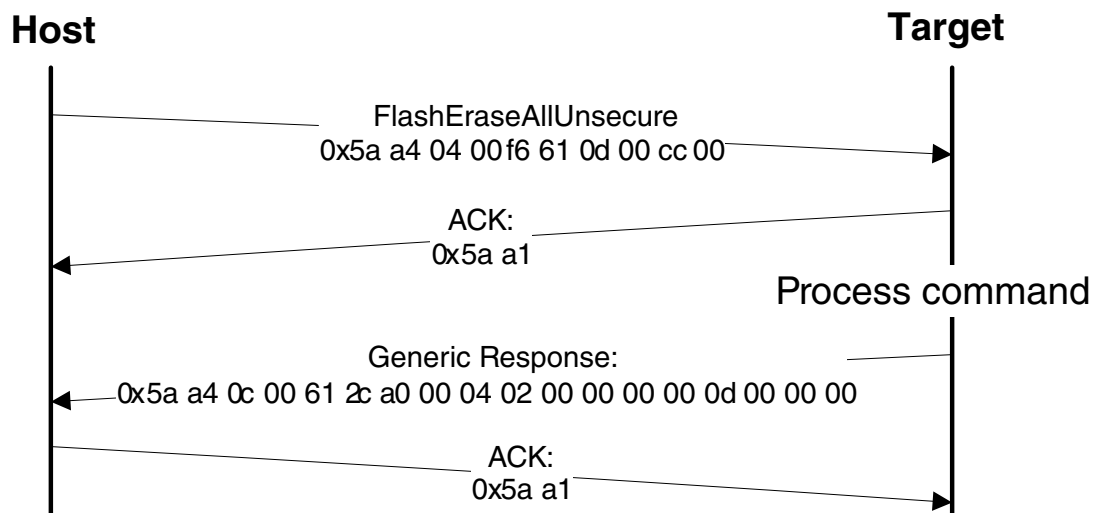 Host
Target
FlashEraseAllUnsecure
0x5a a4 04 00 f6 61 0d 00 cc 00
ACK:
0x5a a1
Process command
Generic Response:
0x5a a4 0c 00 61 2c a0 00 04 02 00 00 00 00 0d 00 00 00
ACK:
0x5a a1